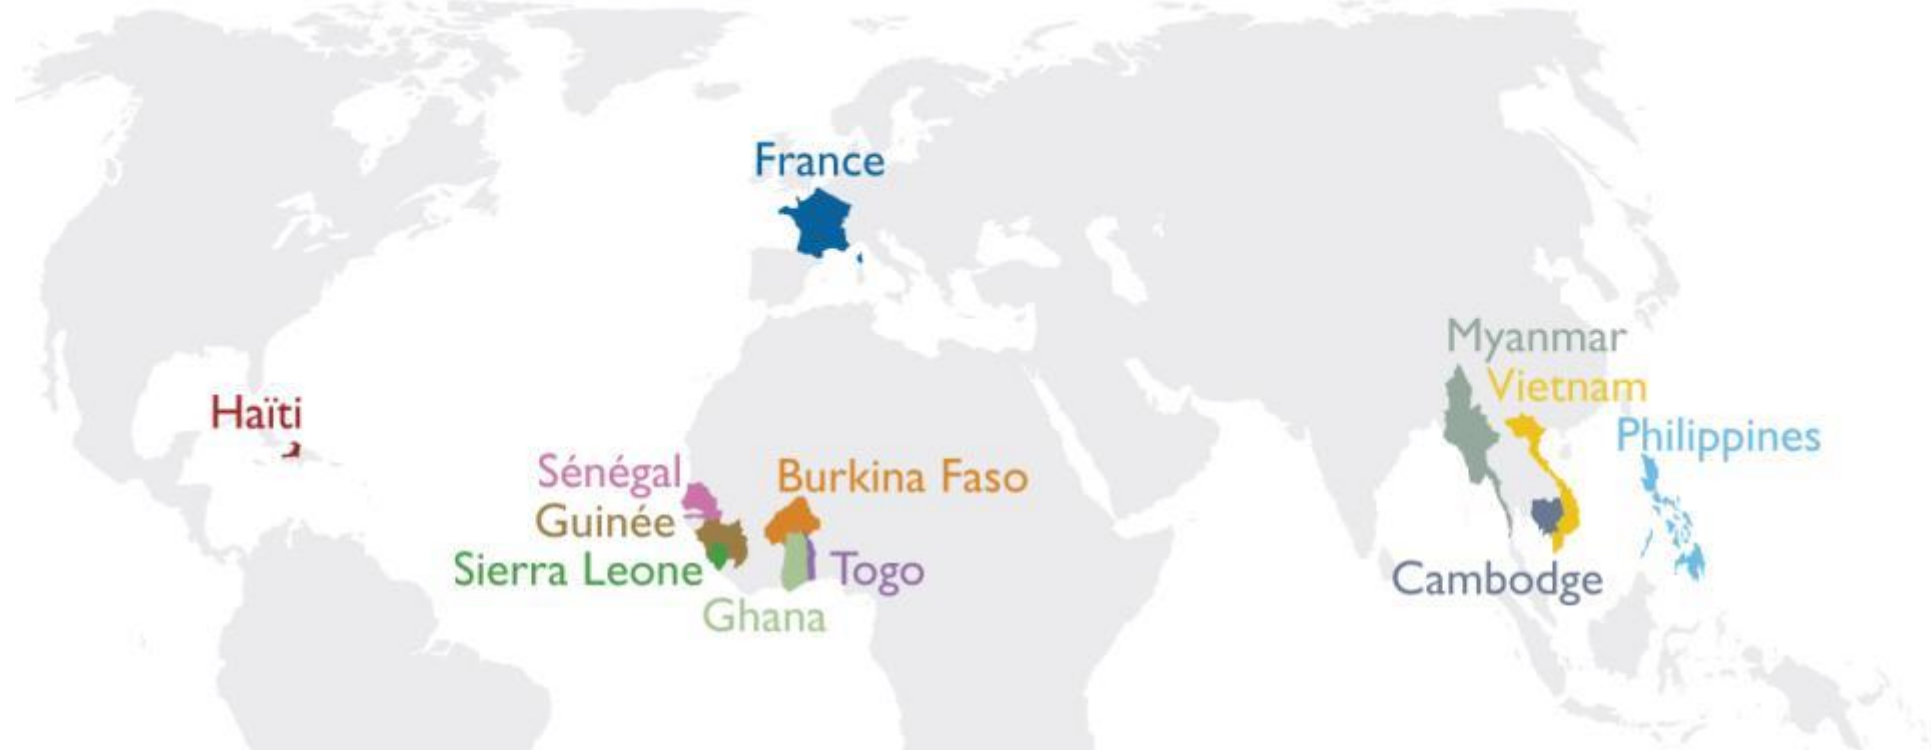 France
Myanmar
Vietnam
Haïti
Philippines
Sénégal
Burkina Faso
Guinée
Sierra Leone
Togo
Cambodge
Ghana